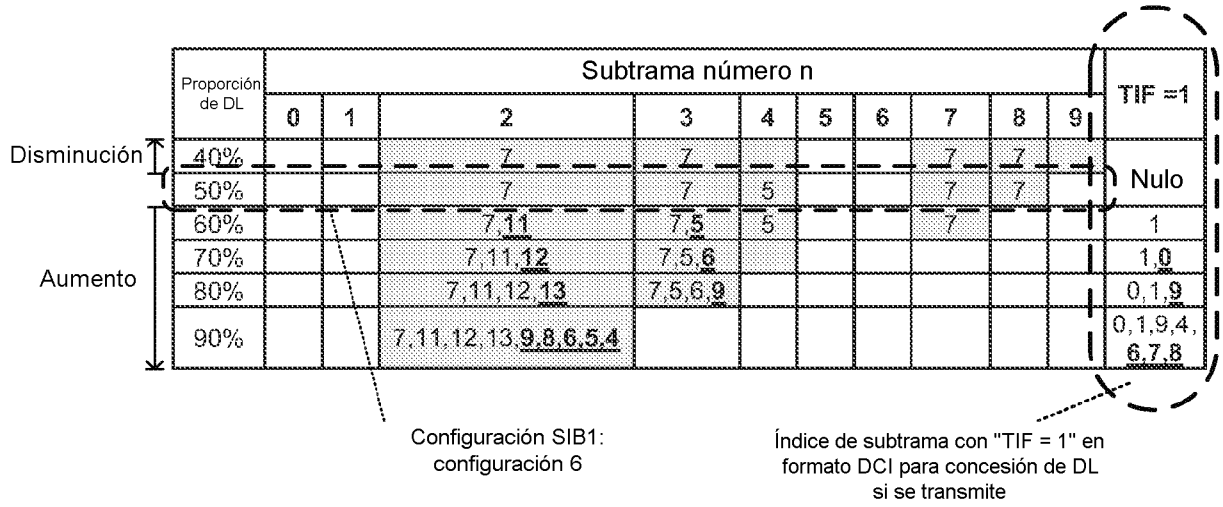 Proporción de DL | Subtrama número n | TIF =1
0 | 1 | 2 | 3 | 4 | 5 | 6 | 7 | 8 | 9
Disminución
40% | 7 | 7 | 7 | 7 | Nulo
50% | 7 | 7 | 5 | 7 | 7
Aumento
60% | 7,11 | 7,5 | 5 | 7 | 1
70% | 7,11,12 | 7,5,6 | 1,0
80% | 7,11,12,13 | 7,5,6,9 | 0,1,9
90% | 7,11,12,13,9,8,6,5,4 | 0,1,9,4,
6,7,8
Configuración SIB1:
configuración 6
Índice de subtrama con "TIF = 1" en
formato DCI para concesión de DL
si se transmite